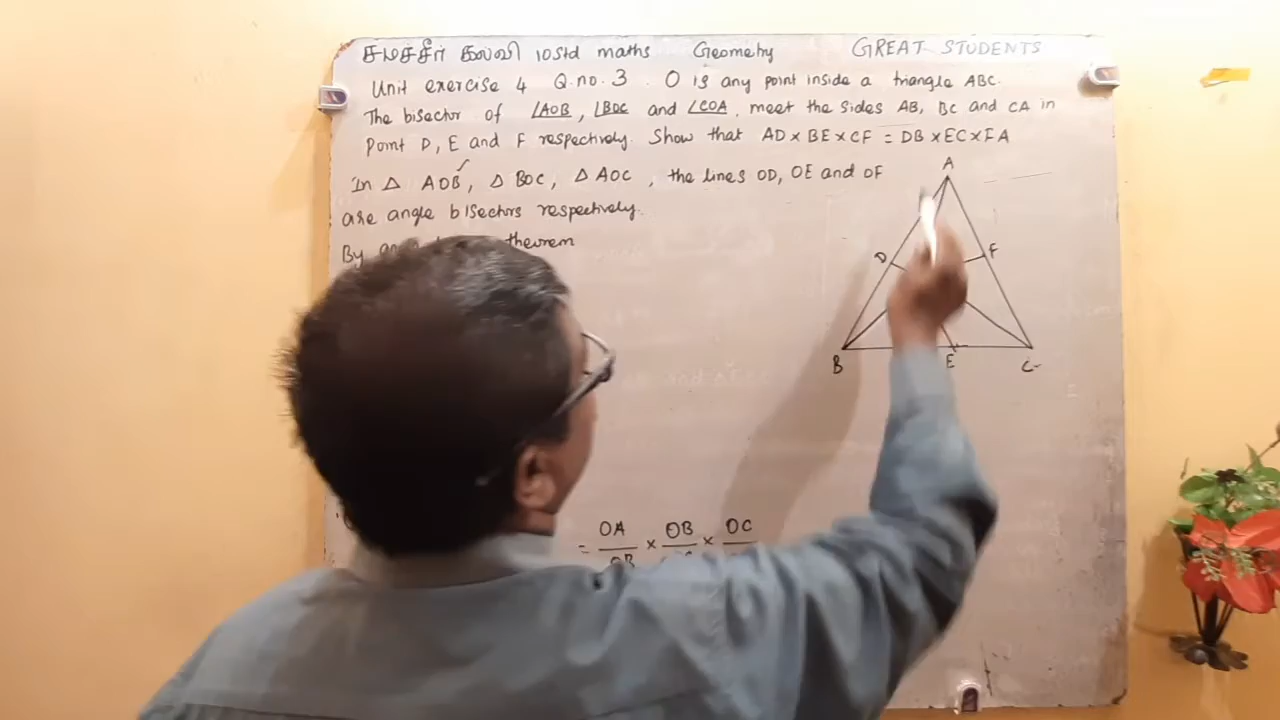 சமச்சீர் கல்வி 10std maths Geometry GREAT STUDENTS
Unit exercise 4 Q.no. 3. O is any point inside a triangle ABC.
The bisector of ∠AOB, ∠BOC and ∠COA, meet the sides AB, BC and CA in
Point D, E and F respectively. Show that AD × BE × CF = DB × EC × FA
In △ AOB, △ BOC, △ AOC, the lines OD, OE and OF
are angle bisectors respectively.
By theorem
A
D
F
B
E
C
= OA/OB × OB × OC